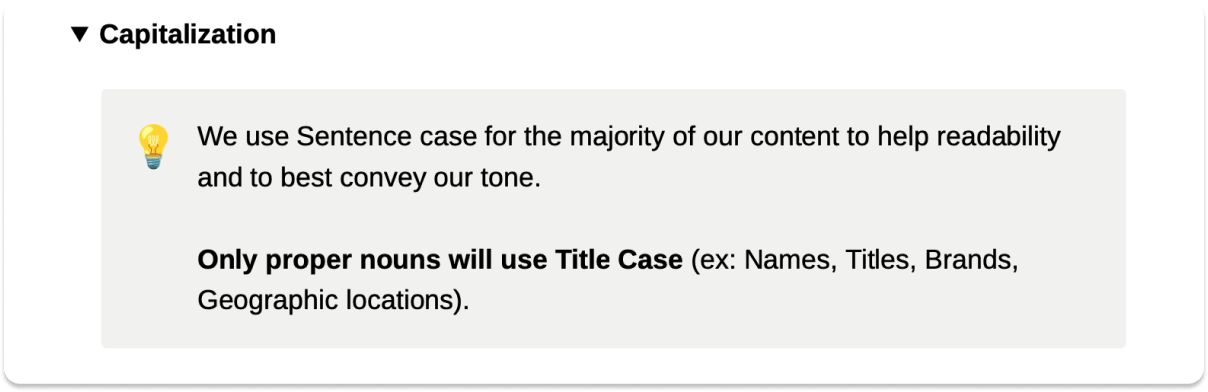 Capitalization
We use Sentence case for the majority of our content to help readability
and to best convey our tone.
Only proper nouns will use Title Case (ex: Names, Titles, Brands,
Geographic locations).